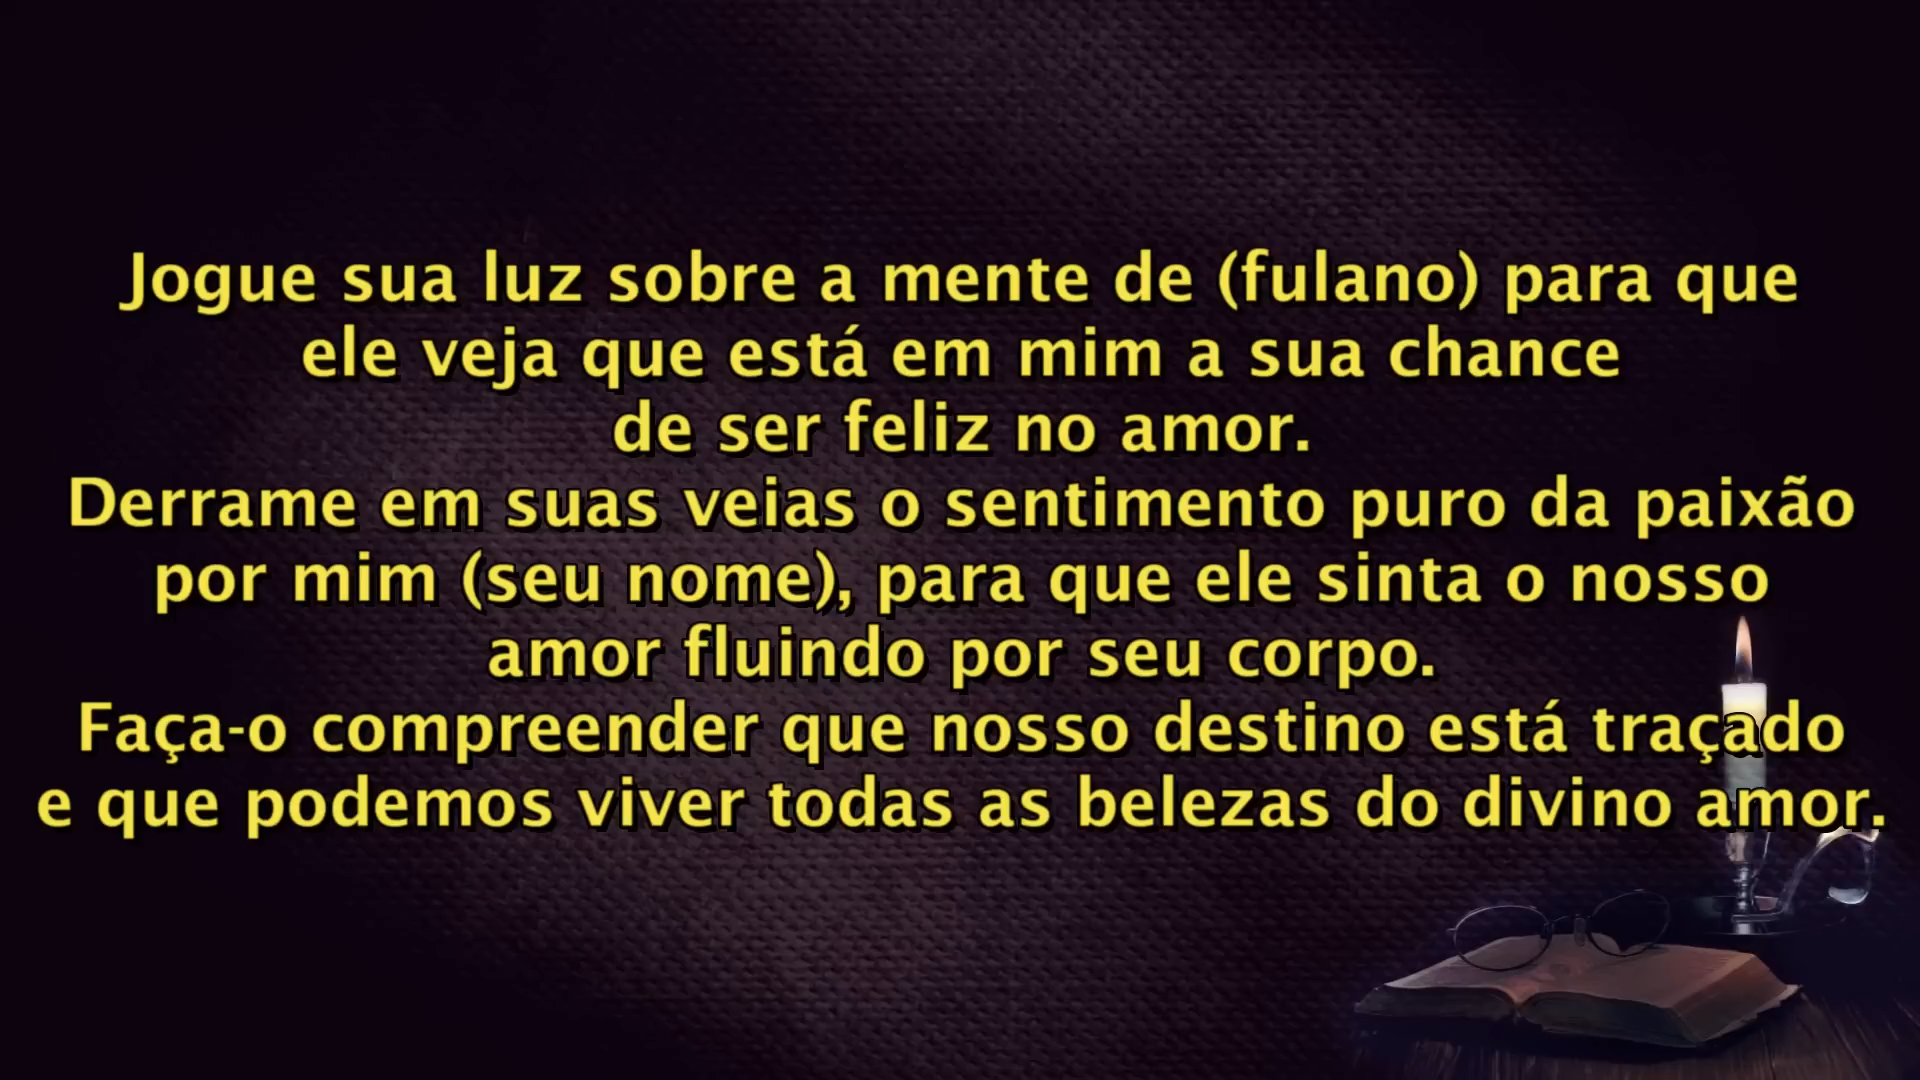 Jogue sua luz sobre a mente de (fulano) para que
ele veja que está em mim a sua chance
de ser feliz no amor.
Derrame em suas veias o sentimento puro da paixão
por mim (seu nome), para que ele sinta o nosso
amor fluindo por seu corpo.
Faça-o compreender que nosso destino está traçado
e que podemos viver todas as belezas do divino amor.